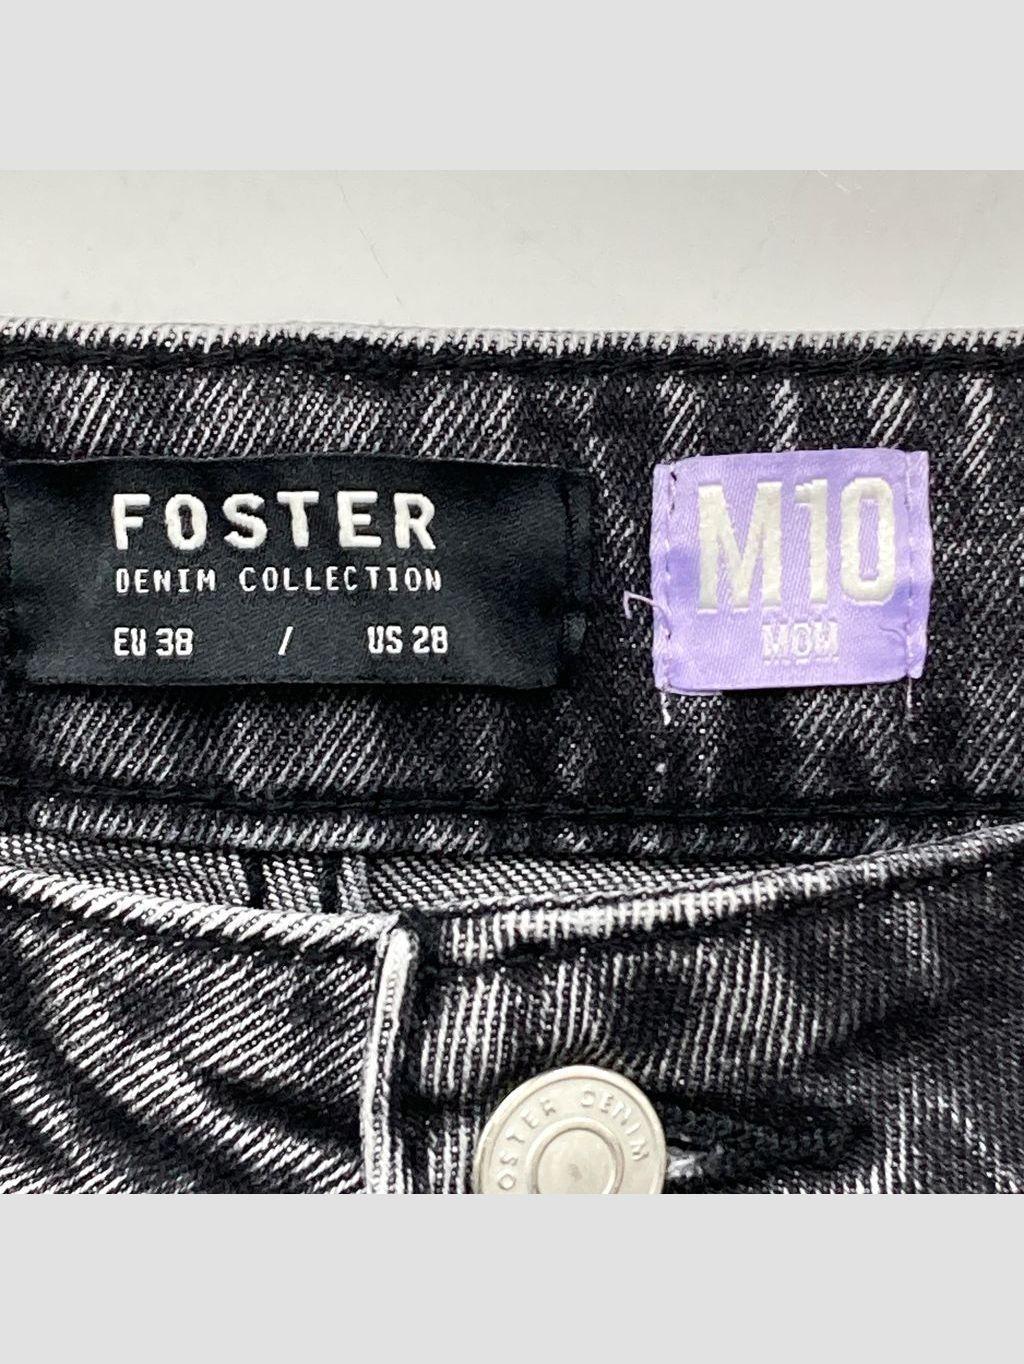 FOSTER
DENIM COLLECTION
EU 38 / US 28
M10
MOM
FOSTER DENIM